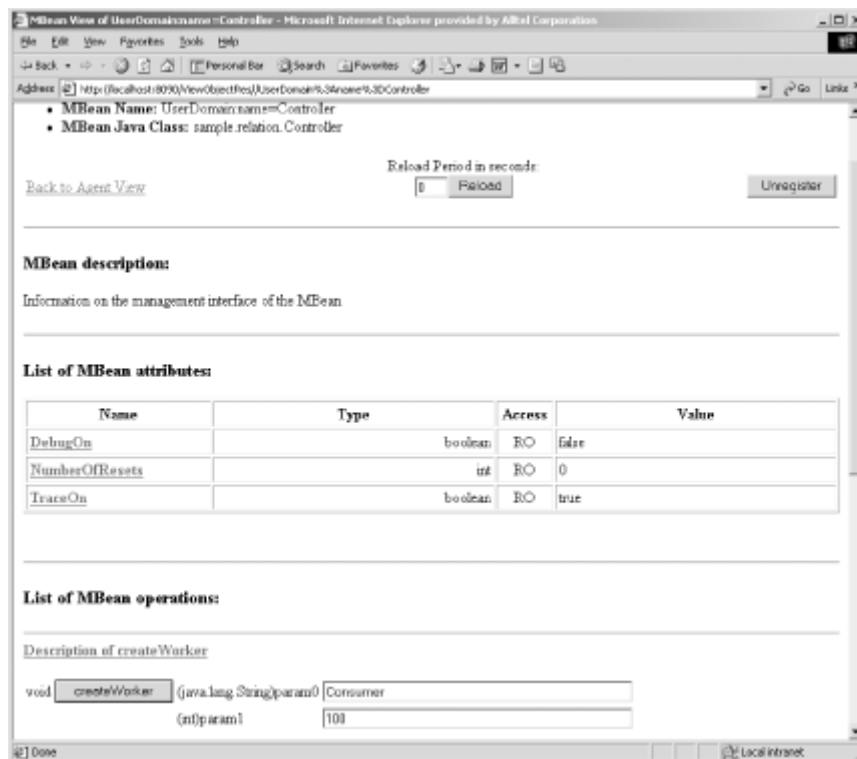 MBean View of UserDomain:name=Controller - Microsoft Internet Explorer provided by Alltel Corporation
File Edit View Favorites Tools Help
Back Personal Bar Search Favorites
Address http://localhost:8090/ViewObjectRes//UserDomain%3Aname%3DController Go Links
• MBean Name: UserDomain:name=Controller
• MBean Java Class: sample.relation.Controller
Reload Period in seconds:
Back to Agent View 0 Reload Unregister
MBean description:
Information on the management interface of the MBean
List of MBean attributes:
Name Type Access Value
DebugOn boolean RO false
NumberOfResets int RO 0
TraceOn boolean RO true
List of MBean operations:
Description of createWorker
void createWorker (java.lang.String)param0 Consumer
(int)param1 100
Done Local intranet